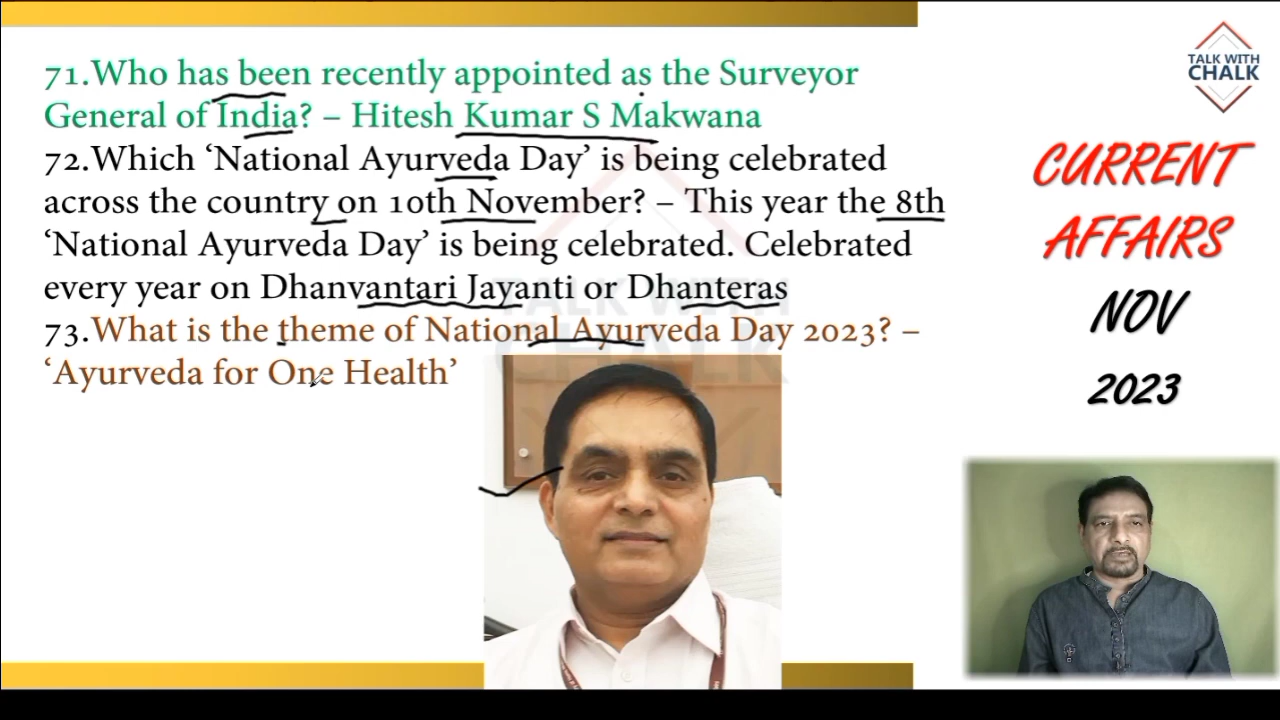 71.Who has been recently appointed as the Surveyor
General of India? – Hitesh Kumar S Makwana
72.Which ‘National Ayurveda Day’ is being celebrated
across the country on 10th November? – This year the 8th
‘National Ayurveda Day’ is being celebrated. Celebrated
every year on Dhanvantari Jayanti or Dhanteras
73.What is the theme of National Ayurveda Day 2023? –
‘Ayurveda for One Health’
TALK WITH
CHALK
TALK WITH
CHALK
CURRENT
AFFAIRS
NOV
2023